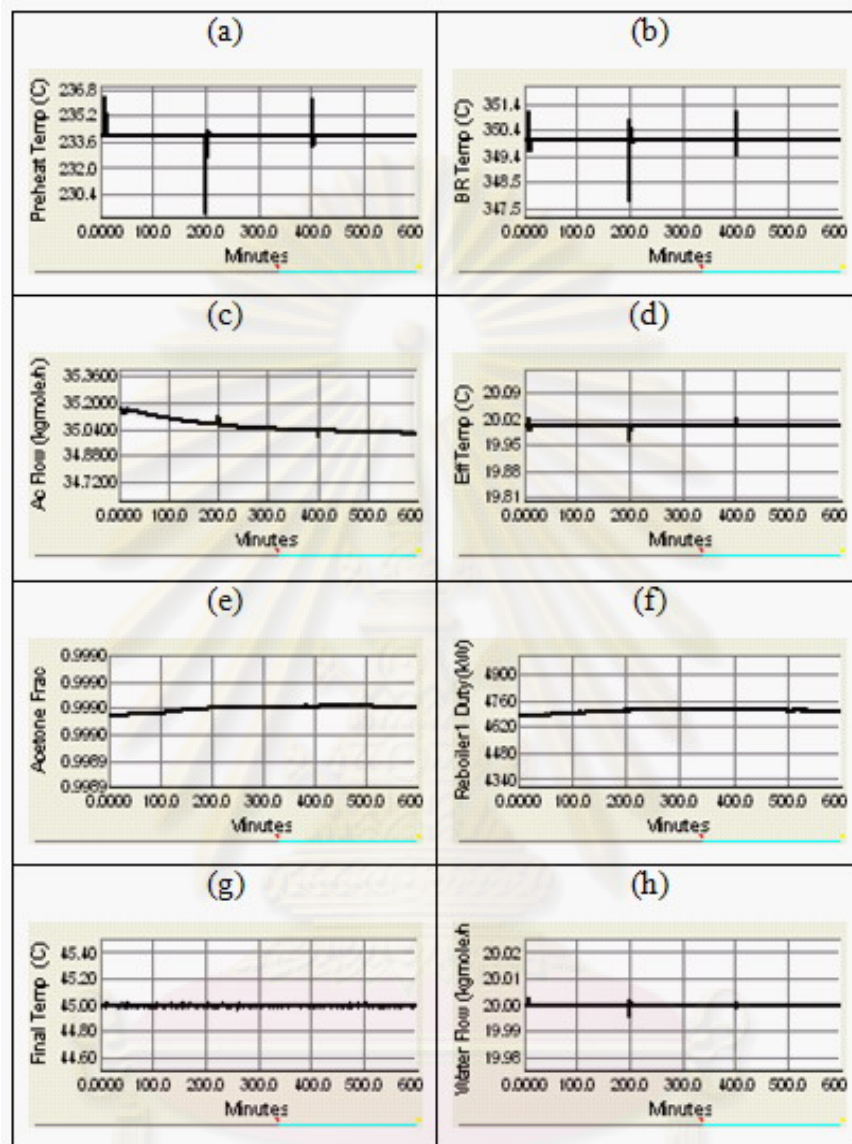 (a)
Preheat Temp (C)
236.8
235.2
233.6
232.0
230.4
0.0000 100.0 200.0 300.0 400.0 500.0 600
Minutes
(b)
BR Temp (C)
351.4
350.4
349.4
348.5
347.5
0.0000 100.0 200.0 300.0 400.0 500.0 600
Minutes
(c)
Ac Flow (kgmole.h)
35.3600
35.2000
35.0400
34.8800
34.7200
0.0000 100.0 200.0 300.0 400.0 500.0 600
Vinutes
(d)
Eff Temp (C)
20.09
20.02
19.95
19.88
19.81
0.0000 100.0 200.0 300.0 400.0 500.0 600
Minutes
(e)
Acetone Frac
0.9990
0.9990
0.9990
0.9990
0.9989
0.9989
0.0000 100.0 200.0 300.0 400.0 500.0 600
Vinutes
(f)
Reboiler1 Duty(kW)
4900
4760
4620
4480
4340
0.0000 100.0 200.0 300.0 400.0 500.0 600
Vinutes
(g)
Final Temp (C)
45.40
45.20
45.00
44.80
44.60
0.0000 100.0 200.0 300.0 400.0 500.0 600
Minutes
(h)
Water Flow (kgmole.h
20.02
20.01
20.00
19.99
19.98
0.0000 100.0 200.0 300.0 400.0 500.0 600
Minutes